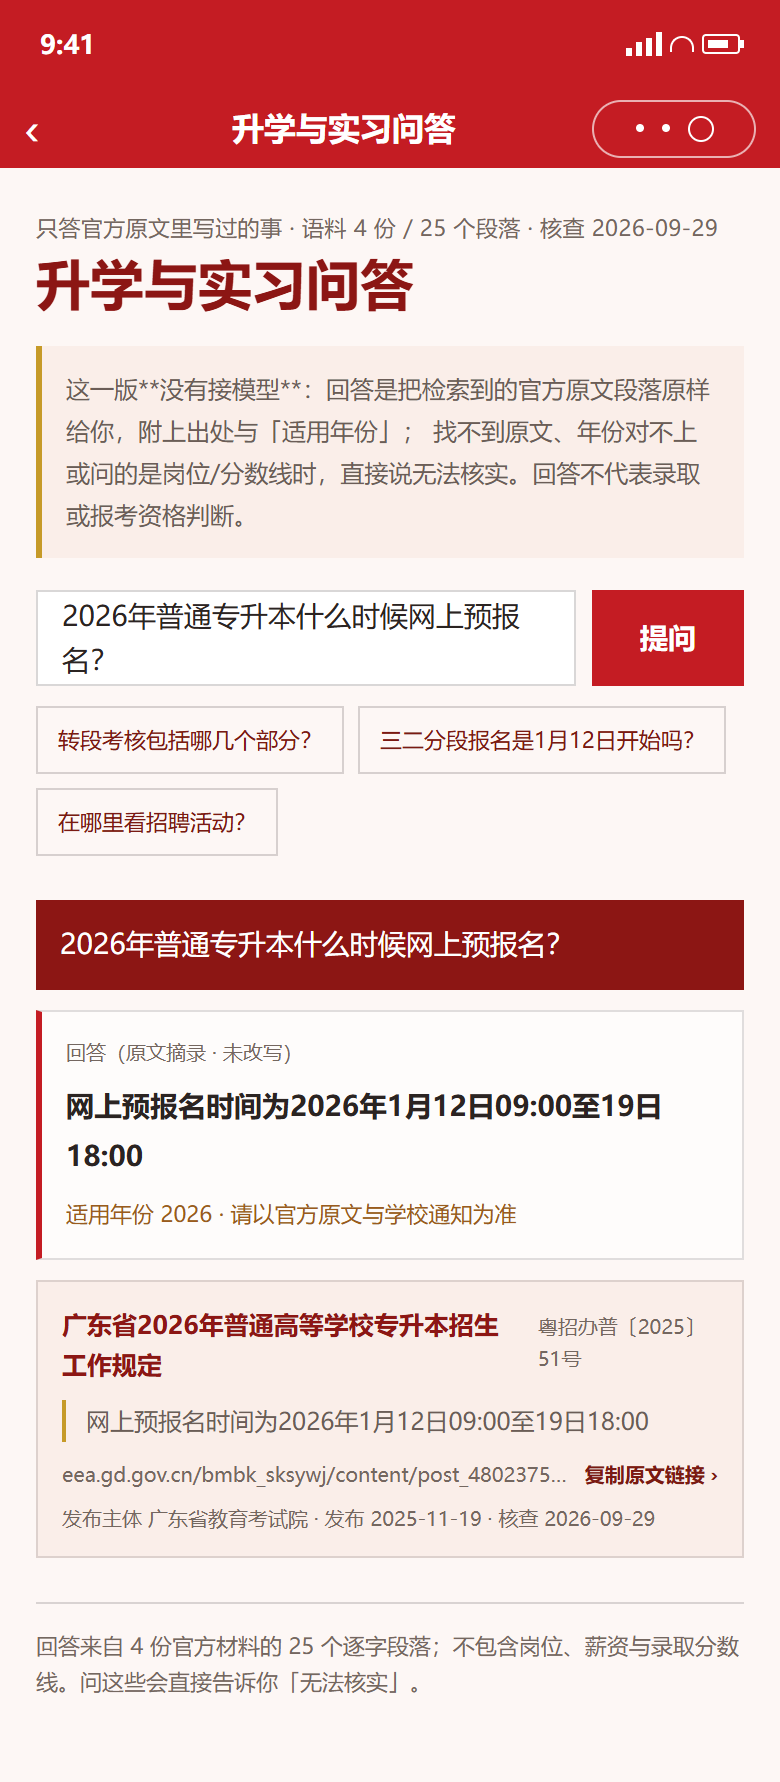 9:41
升学与实习问答
只答官方原文里写过的事 · 语料 4 份 / 25 个段落 · 核查 2026-09-29
升学与实习问答
这一版**没有接模型**：回答是把检索到的官方原文段落原样
给你，附上出处与「适用年份」； 找不到原文、年份对不上
或问的是岗位/分数线时，直接说无法核实。回答不代表录取
或报考资格判断。
2026年普通专升本什么时候网上预报
名？
提问
转段考核包括哪几个部分？
三二分段报名是1月12日开始吗？
在哪里看招聘活动？
2026年普通专升本什么时候网上预报名？
回答（原文摘录 · 未改写）
网上预报名时间为2026年1月12日09:00至19日
18:00
适用年份 2026 · 请以官方原文与学校通知为准
广东省2026年普通高等学校专升本招生
工作规定
粤招办普〔2025〕
51号
网上预报名时间为2026年1月12日09:00至19日18:00
eea.gd.gov.cn/bmbk_sksywj/content/post_4802375...
复制原文链接 ›
发布主体 广东省教育考试院 · 发布 2025-11-19 · 核查 2026-09-29
回答来自 4 份官方材料的 25 个逐字段落；不包含岗位、薪资与录取分数
线。问这些会直接告诉你「无法核实」。